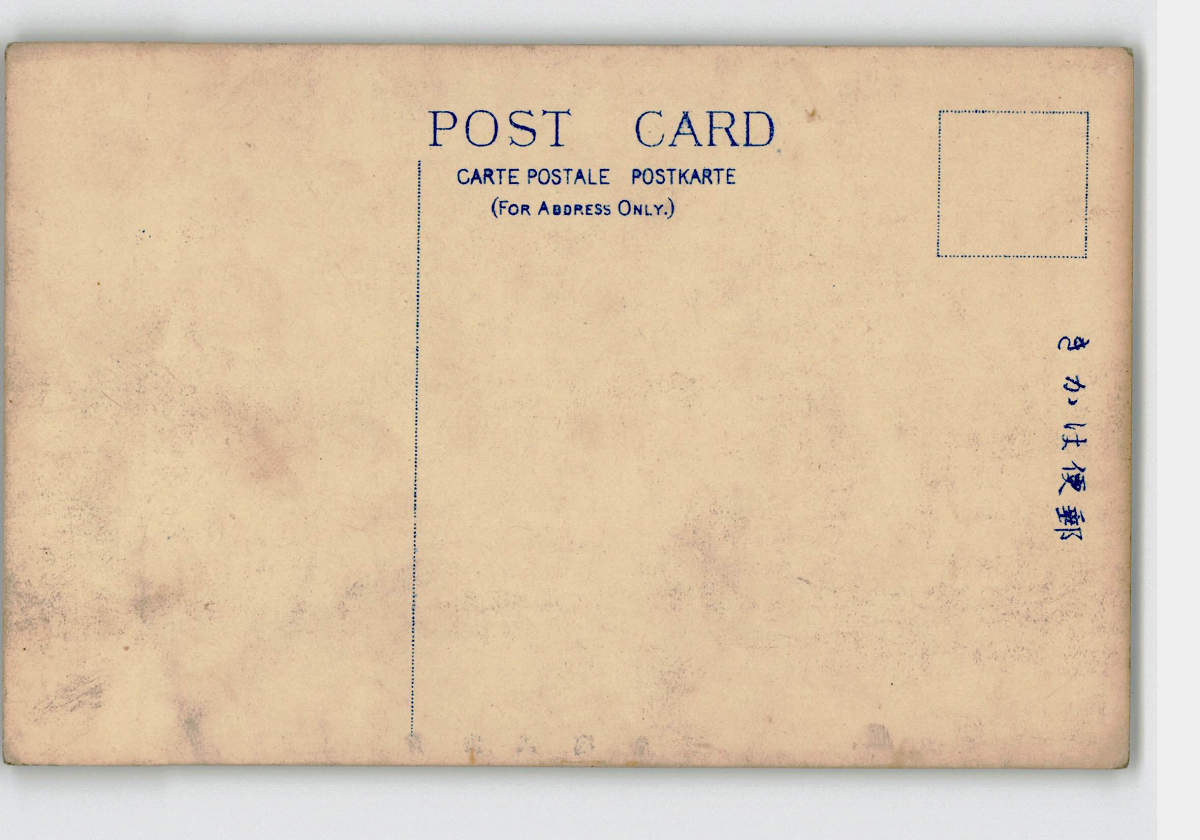 POST CARD
CARTE POSTALE POSTKARTE
(FOR ADDRESS ONLY.)
きかは便郵